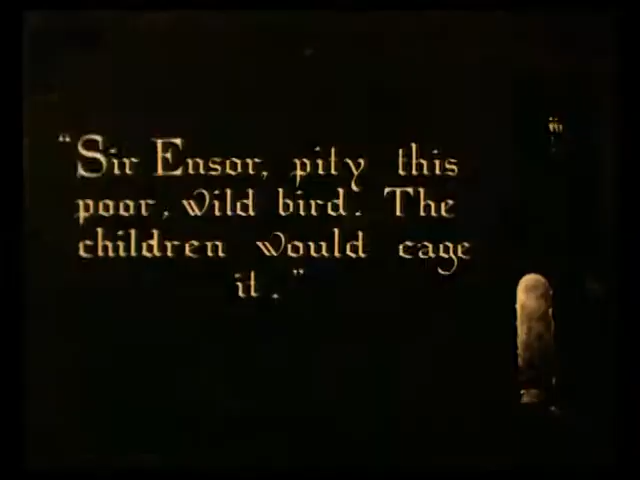 "Sir Ensor, pity this
poor, wild bird. The
children would cage
it."